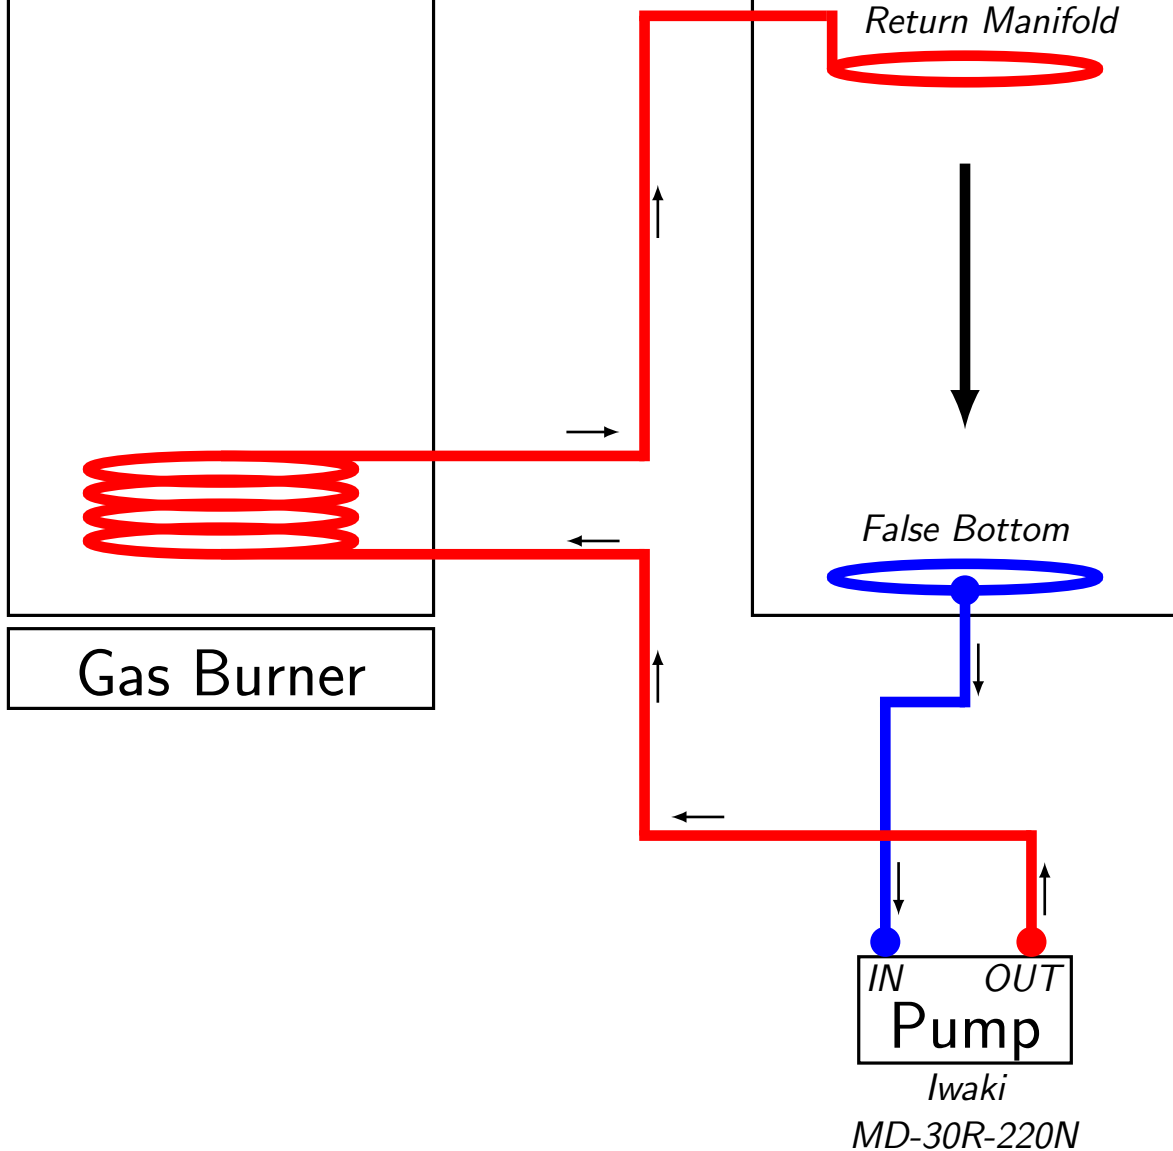 Return Manifold
False Bottom
Gas Burner
IN OUT
Pump
Iwaki
MD-30R-220N